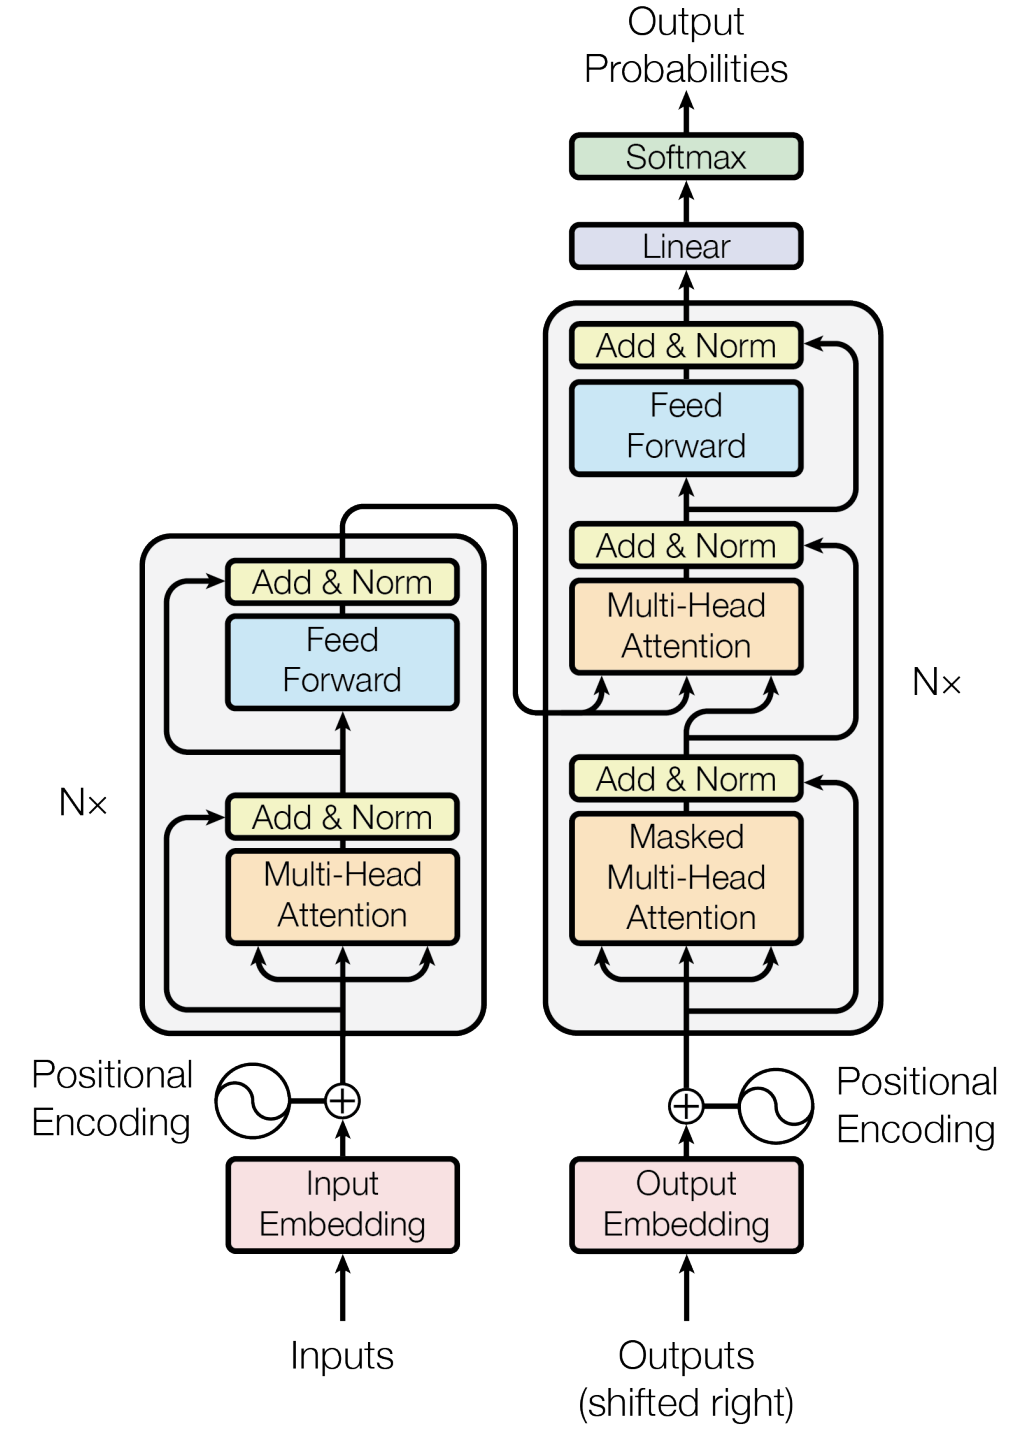 Output
Probabilities
Softmax
Linear
Add & Norm
Feed
Forward
Add & Norm
Multi-Head
Attention
Add & Norm
Masked
Multi-Head
Attention
N×
Positional
Encoding
Output
Embedding
Outputs
(shifted right)
Add & Norm
Feed
Forward
Add & Norm
Multi-Head
Attention
N×
Positional
Encoding
Input
Embedding
Inputs